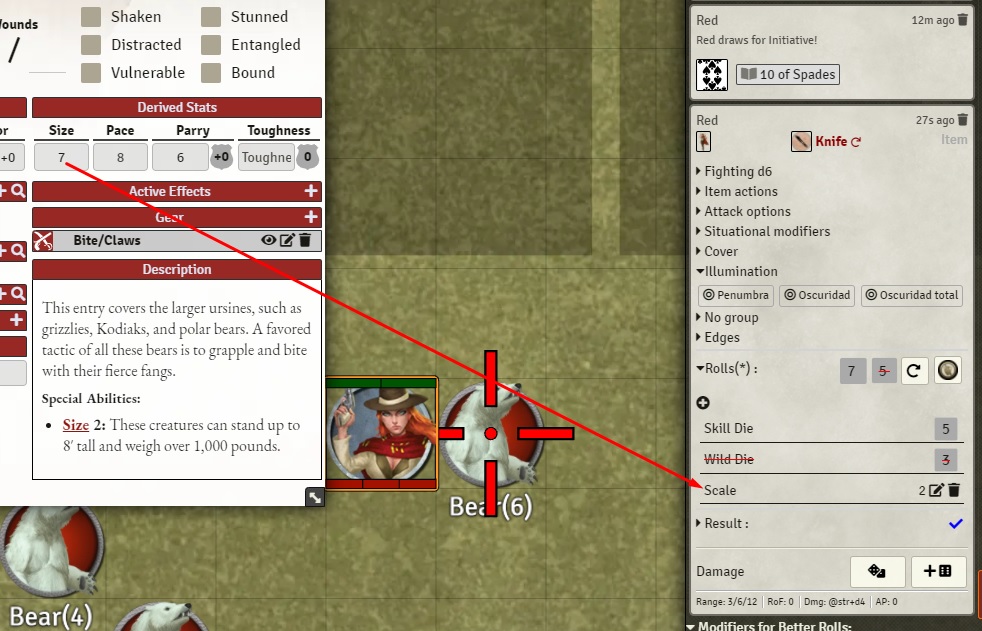 ounds
Shaken
Stunned
/
Distracted
Entangled
Vulnerable
Bound
Derived Stats
or
Size
Pace
Parry
Toughness
+0
7
8
6
+0
Toughne
0
Active Effects
Gear
Bite/Claws
Description
This entry covers the larger ursines, such as
grizzlies, Kodiaks, and polar bears. A favored
tactic of all these bears is to grapple and bite
with their fierce fangs.
Special Abilities:
• Size 2: These creatures can stand up to
8′ tall and weigh over 1,000 pounds.
Bear(6)
Bear(4)
Red
12m ago
Red draws for Initiative!
10 of Spades
Red
27s ago
Knife
Item
Fighting d6
Item actions
Attack options
Situational modifiers
Cover
Illumination
Penumbra
Oscuridad
Oscuridad total
No group
Edges
Rolls(*) :
7
5
Skill Die
5
Wild Die
3
Scale
2
Result :
Damage
Range: 3/6/12
RoF: 0
Dmg: @str+d4
AP: 0
Modifiers for Better Rolls: